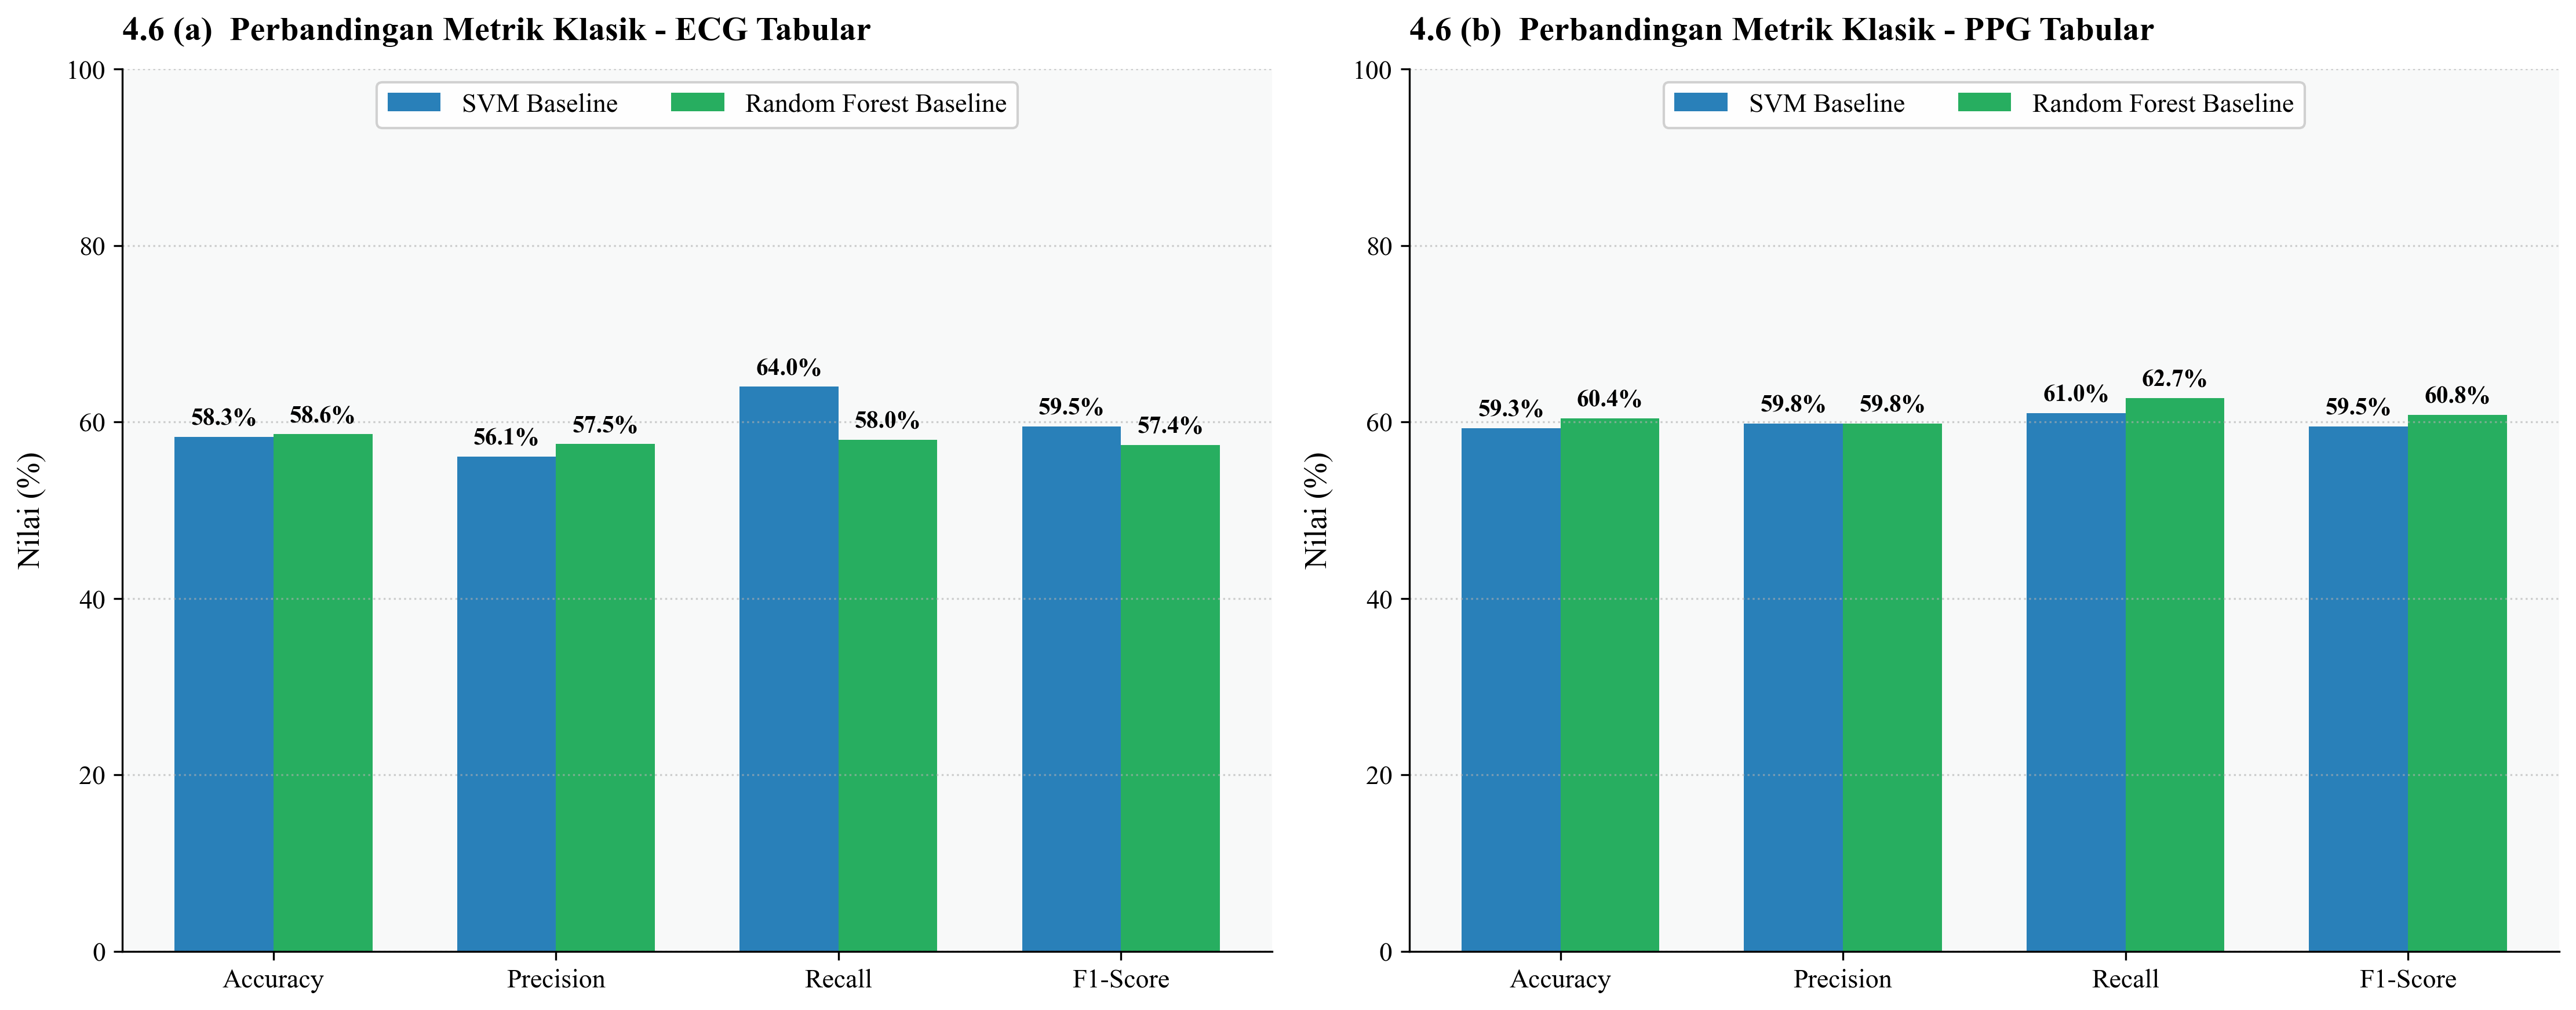 4.6 (a)  Perbandingan Metrik Klasik - ECG Tabular
SVM Baseline
Random Forest Baseline
Nilai (%)
100
80
60
40
20
0
58.3%
58.6%
56.1%
57.5%
64.0%
58.0%
59.5%
57.4%
Accuracy
Precision
Recall
F1-Score
4.6 (b)  Perbandingan Metrik Klasik - PPG Tabular
SVM Baseline
Random Forest Baseline
Nilai (%)
100
80
60
40
20
0
59.3%
60.4%
59.8%
59.8%
61.0%
62.7%
59.5%
60.8%
Accuracy
Precision
Recall
F1-Score